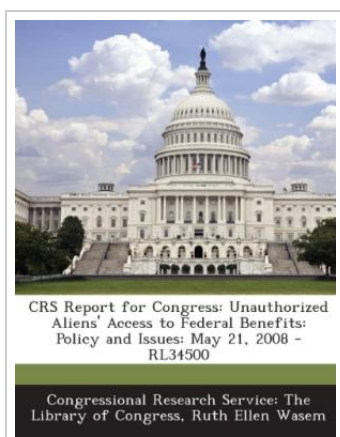 CRS Report for Congress: Unauthorized
Aliens' Access to Federal Benefits:
Policy and Issues: May 21, 2008 -
RL34500
Congressional Research Service: The
Library of Congress, Ruth Ellen Wasem